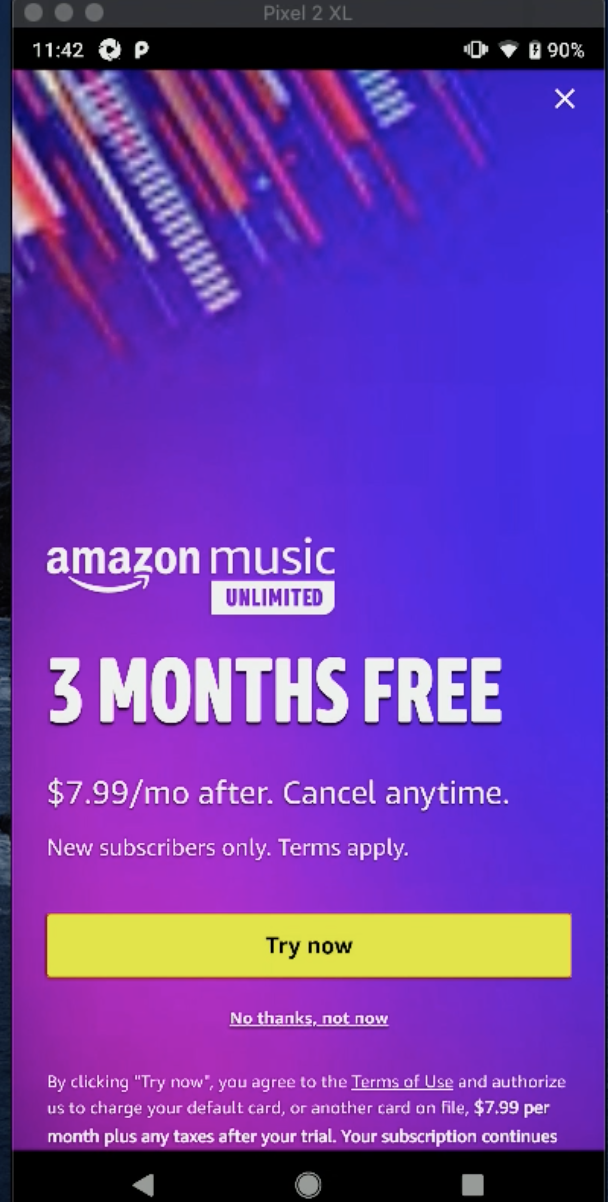 Pixel 2 XL
11:42 90%
amazon music
UNLIMITED
3 MONTHS FREE
$7.99/mo after. Cancel anytime.
New subscribers only. Terms apply.
Try now
No thanks, not now
By clicking "Try now", you agree to the Terms of Use and authorize
us to charge your default card, or another card on file, $7.99 per
month plus any taxes after your trial. Your subscription continues